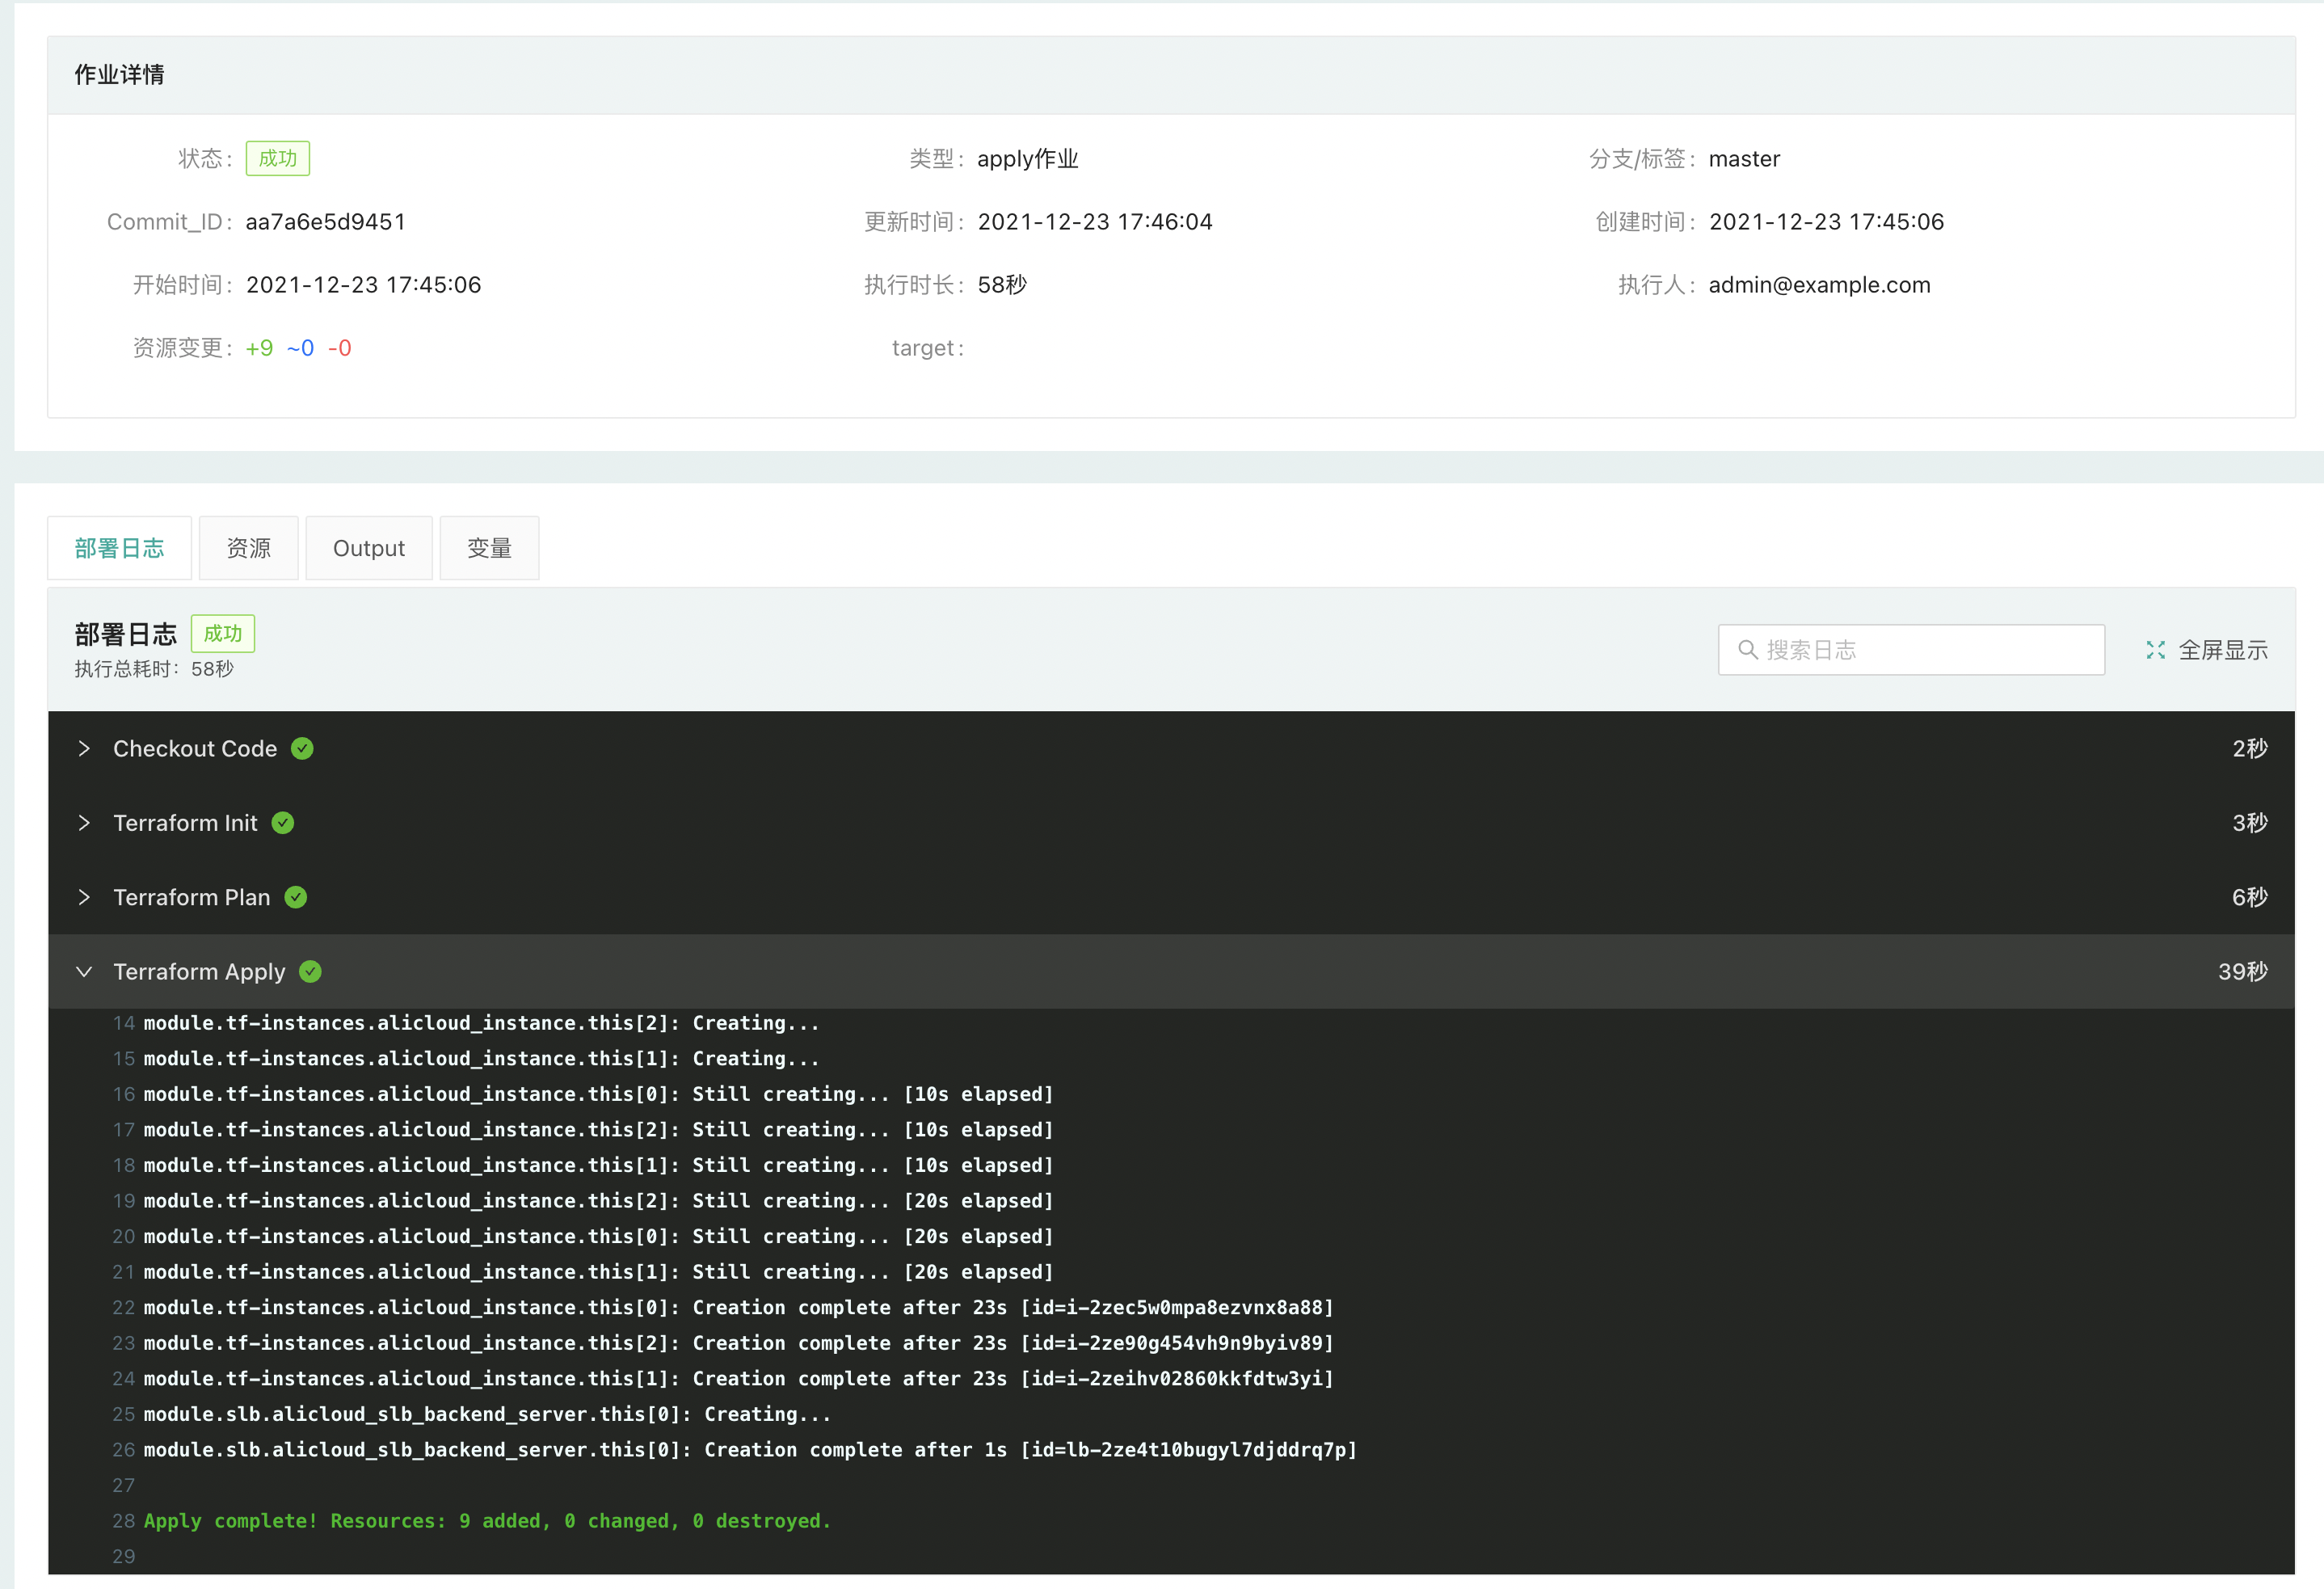 作业详情
状态： 成功 类型： apply作业 分支/标签： master
Commit_ID： aa7a6e5d9451 更新时间： 2021-12-23 17:46:04 创建时间： 2021-12-23 17:45:06
开始时间： 2021-12-23 17:45:06 执行时长： 58秒 执行人： admin@example.com
资源变更： +9 ~0 -0 target：
部署日志 资源 Output 变量
部署日志 成功
执行总耗时： 58秒
搜索日志 全屏显示
Checkout Code 2秒
Terraform Init 3秒
Terraform Plan 6秒
Terraform Apply 39秒
14 module.tf-instances.alicloud_instance.this[2]: Creating...
15 module.tf-instances.alicloud_instance.this[1]: Creating...
16 module.tf-instances.alicloud_instance.this[0]: Still creating... [10s elapsed]
17 module.tf-instances.alicloud_instance.this[2]: Still creating... [10s elapsed]
18 module.tf-instances.alicloud_instance.this[1]: Still creating... [10s elapsed]
19 module.tf-instances.alicloud_instance.this[2]: Still creating... [20s elapsed]
20 module.tf-instances.alicloud_instance.this[0]: Still creating... [20s elapsed]
21 module.tf-instances.alicloud_instance.this[1]: Still creating... [20s elapsed]
22 module.tf-instances.alicloud_instance.this[0]: Creation complete after 23s [id=i-2zec5w0mpa8ezvnx8a88]
23 module.tf-instances.alicloud_instance.this[2]: Creation complete after 23s [id=i-2ze90g454vh9n9byiv89]
24 module.tf-instances.alicloud_instance.this[1]: Creation complete after 23s [id=i-2zeihv02860kkfdtw3yi]
25 module.slb.alicloud_slb_backend_server.this[0]: Creating...
26 module.slb.alicloud_slb_backend_server.this[0]: Creation complete after 1s [id=lb-2ze4t10bugyl7djddrq7p]
27
28 Apply complete! Resources: 9 added, 0 changed, 0 destroyed.
29